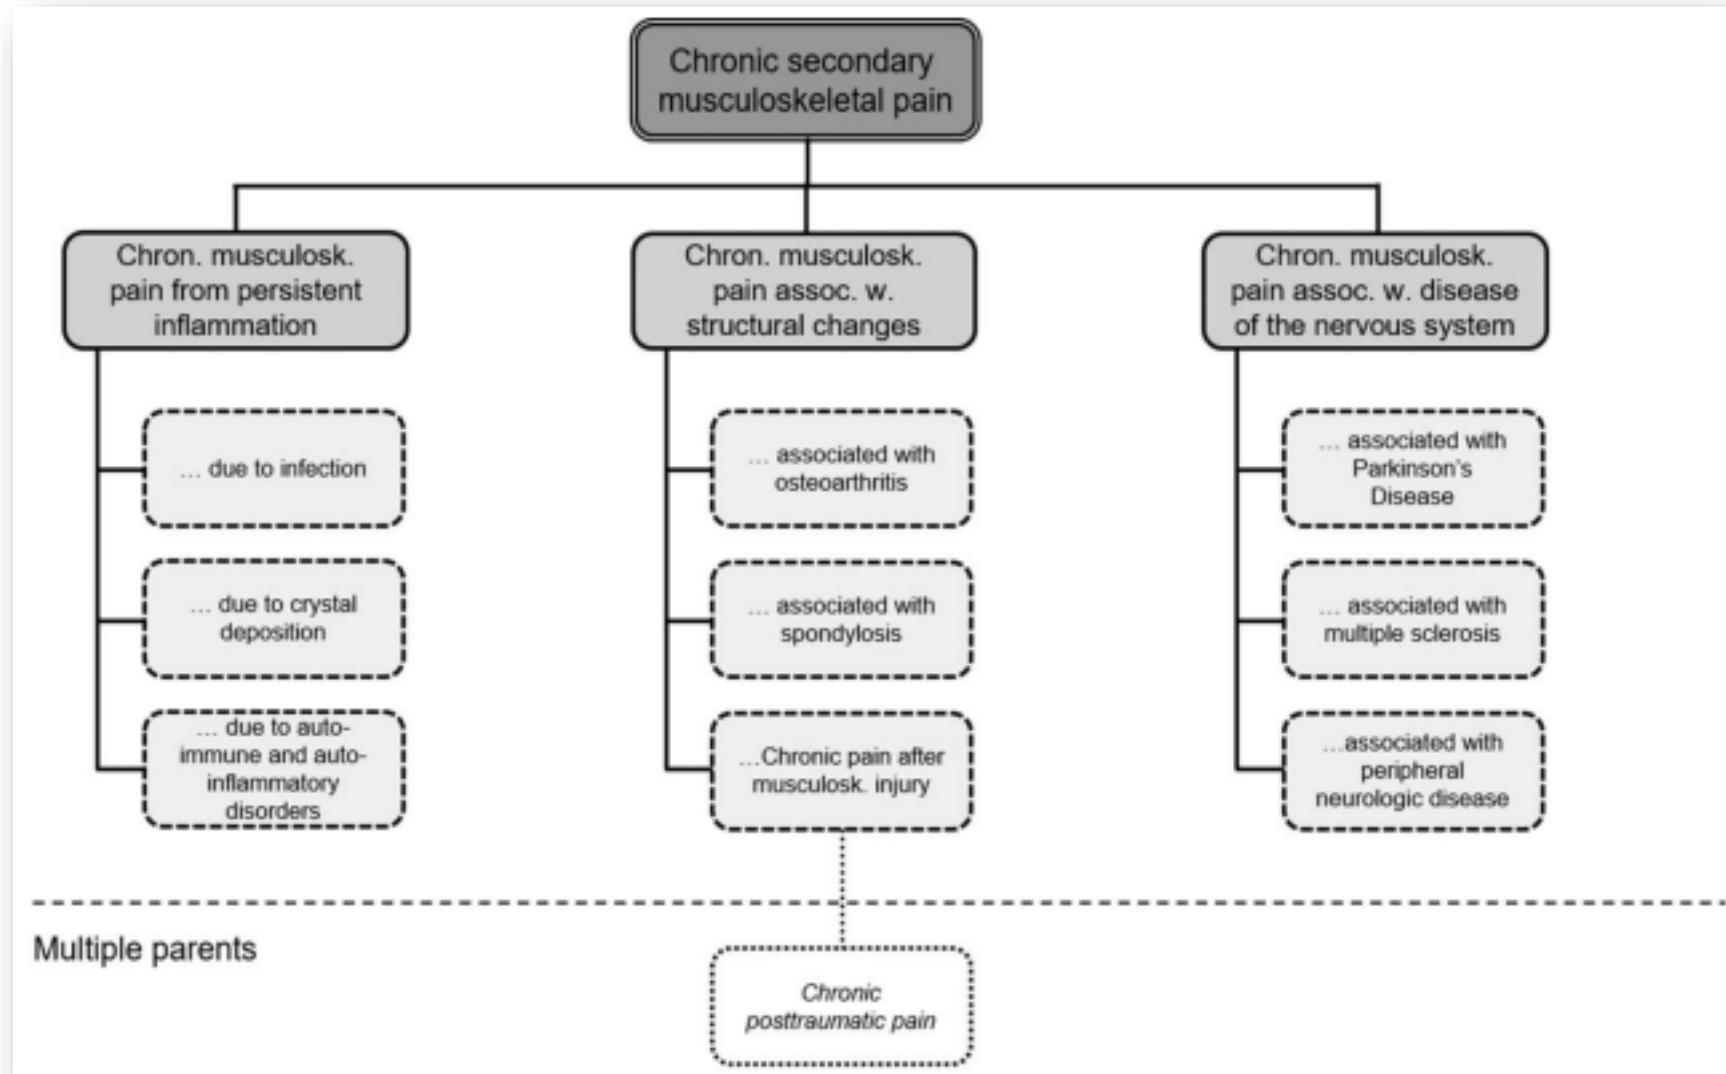 Chronic secondary
musculoskeletal pain
Chron. musculosk.
pain from persistent
inflammation
… due to infection
… due to crystal
deposition
… due to auto-
immune and auto-
inflammatory
disorders
Chron. musculosk.
pain assoc. w.
structural changes
… associated with
osteoarthritis
… associated with
spondylosis
…Chronic pain after
musculosk. injury
Chron. musculosk.
pain assoc. w. disease
of the nervous system
… associated with
Parkinson's
Disease
… associated with
multiple sclerosis
…associated with
peripheral
neurologic disease
Multiple parents
Chronic
posttraumatic pain